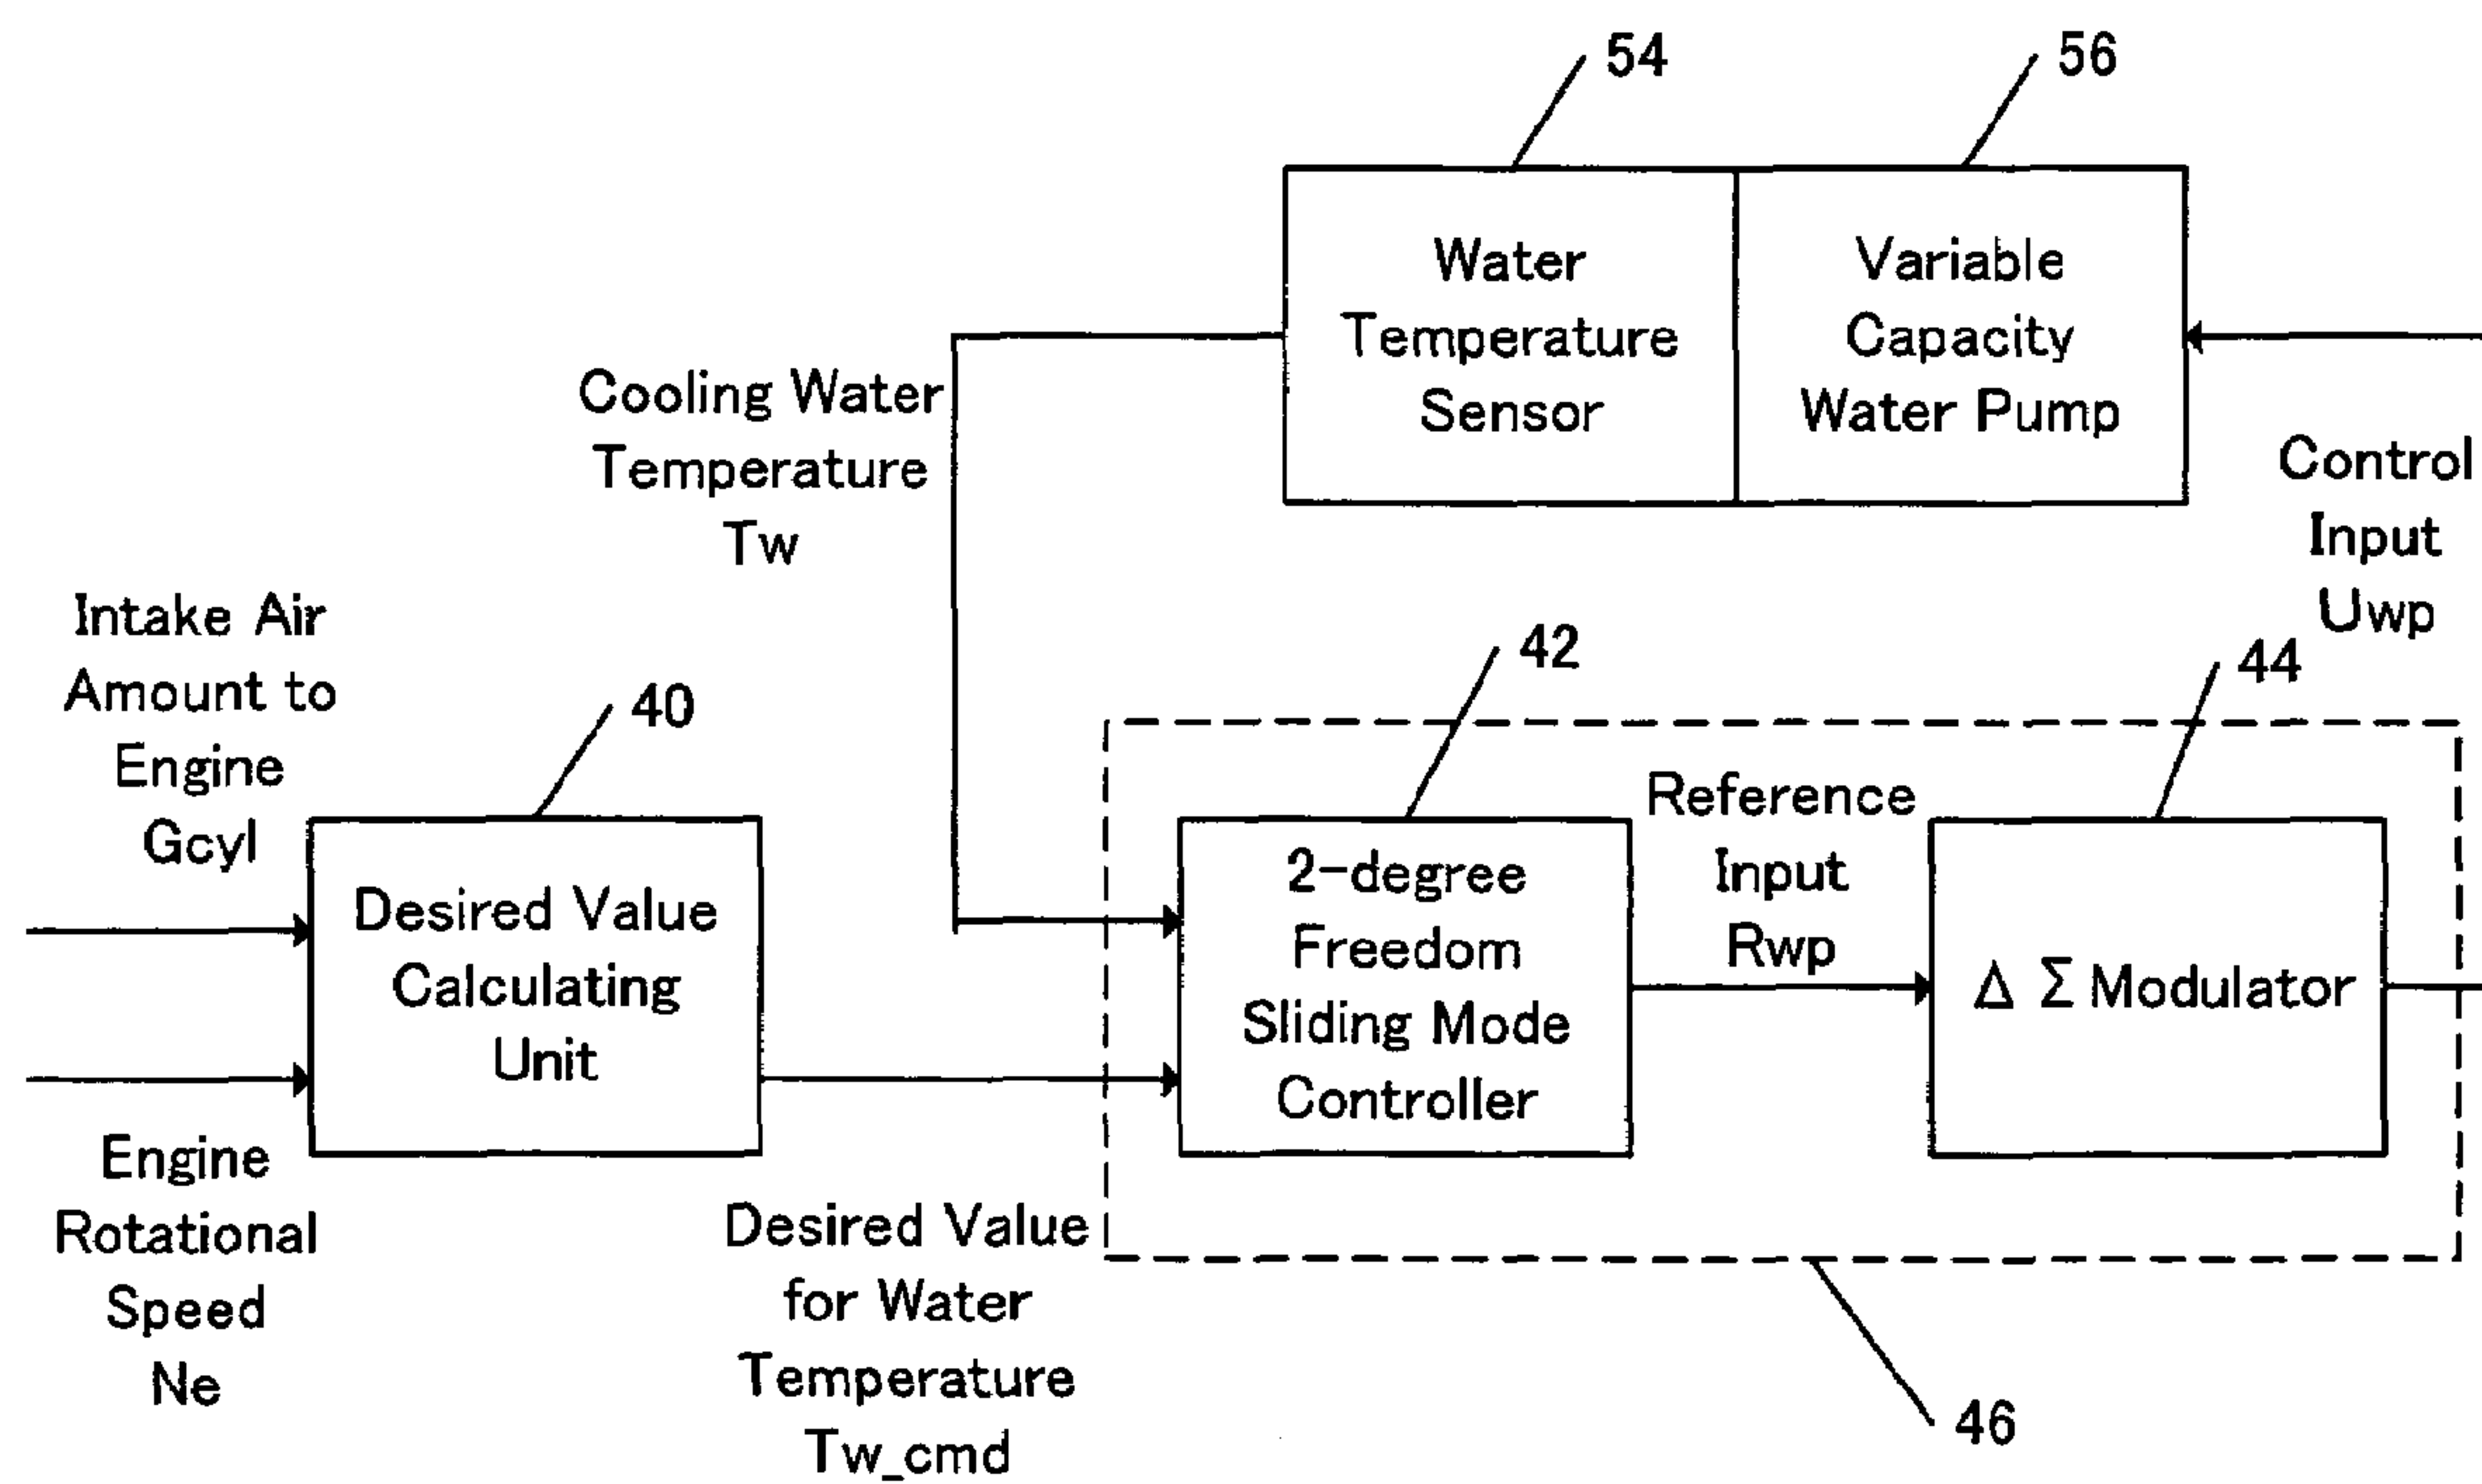 54
56
Water
Temperature
Sensor
Variable
Capacity
Water Pump
Cooling Water
Temperature
Tw
Control
Input
Uwp
Intake Air
Amount to
Engine
Gcyl
40
42
44
Desired Value
Calculating
Unit
2-degree
Freedom
Sliding Mode
Controller
Reference
Input
Rwp
Δ Σ Modulator
Engine
Rotational
Speed
Ne
Desired Value
for Water
Temperature
Tw_cmd
46